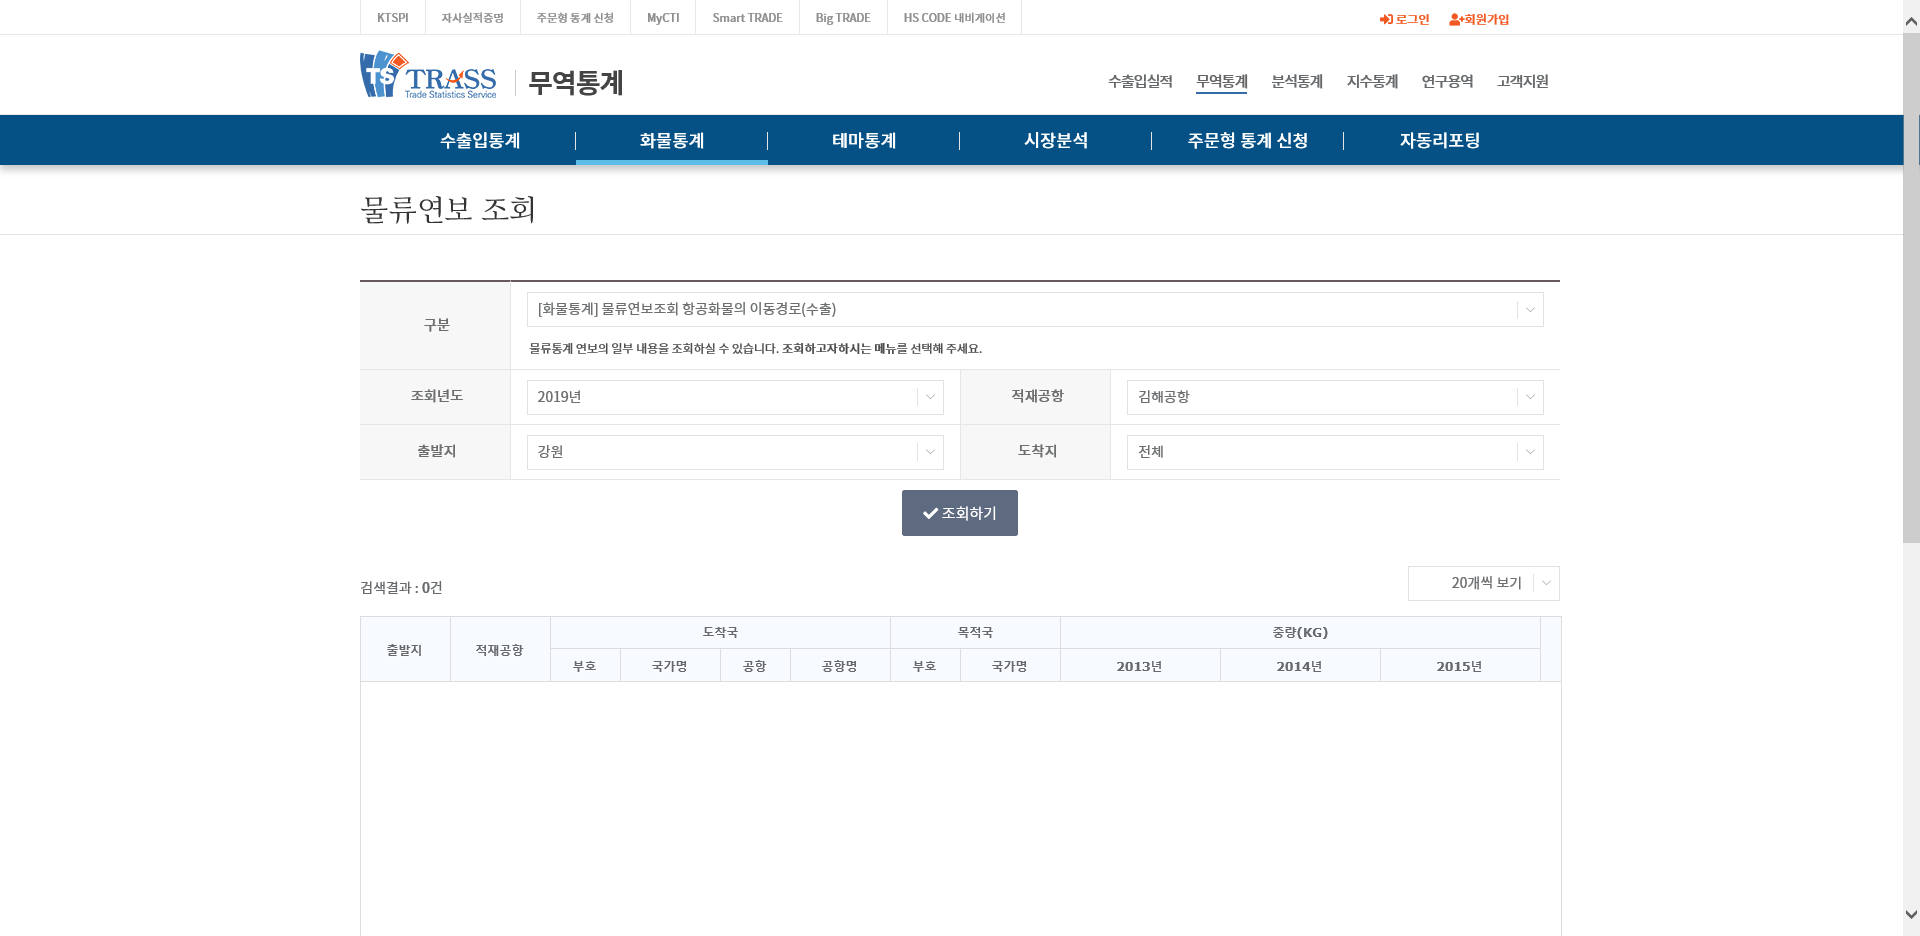 KTSPI 자사실적증명 주문형 통계 신청 MyCTI Smart TRADE Big TRADE HS CODE 내비게이션 로그인 회원가입
TS TRASS
Trade Statistics Service
무역통계
수출입실적 무역통계 분석통계 지수통계 연구용역 고객지원
수출입통계 화물통계 테마통계 시장분석 주문형 통계 신청 자동리포팅
물류연보 조회
구분 [화물통계] 물류연보조회 항공화물의 이동경로(수출)
물류통계 연보의 일부 내용을 조회하실 수 있습니다. 조회하고자하시는 메뉴를 선택해 주세요.
조회년도 2019년 적재공항 김해공항
출발지 강원 도착지 전체
조회하기
검색결과 : 0건 20개씩 보기
출발지 적재공항 도착국 목적국 중량(KG)
부호 국가명 공항 공항명 부호 국가명 2013년 2014년 2015년